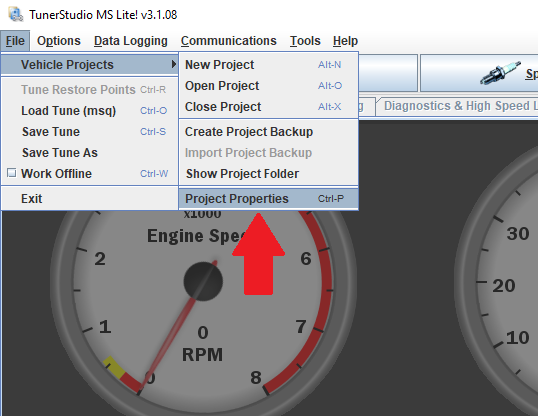 TunerStudio MS Lite! v3.1.08
File Options Data Logging Communications Tools Help
Vehicle Projects
Tune Restore Points Ctrl-R
Load Tune (msq) Ctrl-O
Save Tune Ctrl-S
Save Tune As
Work Offline Ctrl-W
Exit
New Project Alt-N
Open Project Alt-O
Close Project Alt-X
Create Project Backup
Import Project Backup
Show Project Folder
Project Properties Ctrl-P
Diagnostics & High Speed L
x1000
Engine Spee
2
6
1
7
0
8
0
RPM
30
20
10